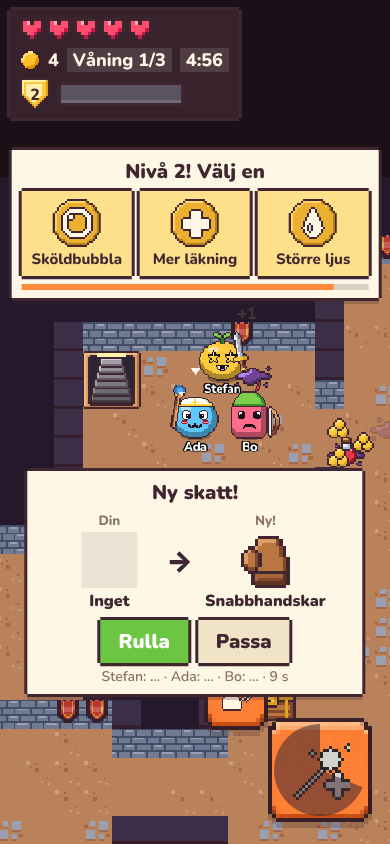 4 Våning 1/3 4:56
2
Nivå 2! Välj en
Sköldbubbla Mer läkning Större ljus
+1
Stefan
Ada Bo
Ny skatt!
Din Ny!
Inget Snabbhandskar
Rulla Passa
Stefan: ... · Ada: ... · Bo: ... · 9 s